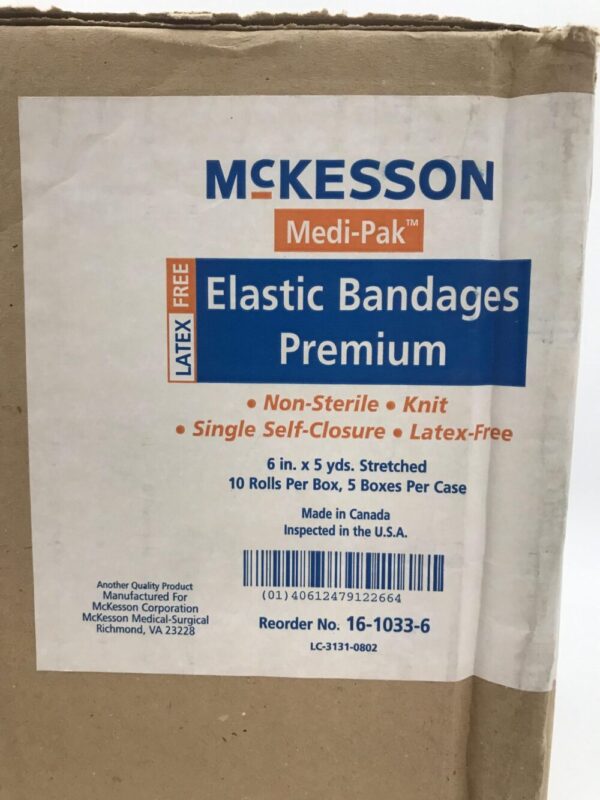 McKESSON
Medi-Pak™
LATEX FREE
Elastic Bandages
Premium
• Non-Sterile • Knit
• Single Self-Closure • Latex-Free
6 in. x 5 yds. Stretched
10 Rolls Per Box, 5 Boxes Per Case
Made in Canada
Inspected in the U.S.A.
(01)40612479122664
Another Quality Product
Manufactured For
McKesson Corporation
McKesson Medical-Surgical
Richmond, VA 23228
Reorder No. 16-1033-6
LC-3131-0802